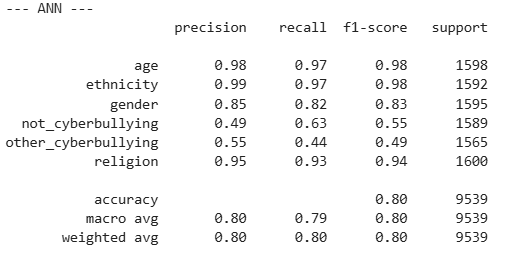 --- ANN ---
precision recall f1-score support
age 0.98 0.97 0.98 1598
ethnicity 0.99 0.97 0.98 1592
gender 0.85 0.82 0.83 1595
not_cyberbullying 0.49 0.63 0.55 1589
other_cyberbullying 0.55 0.44 0.49 1565
religion 0.95 0.93 0.94 1600
accuracy 0.80 9539
macro avg 0.80 0.79 0.80 9539
weighted avg 0.80 0.80 0.80 9539